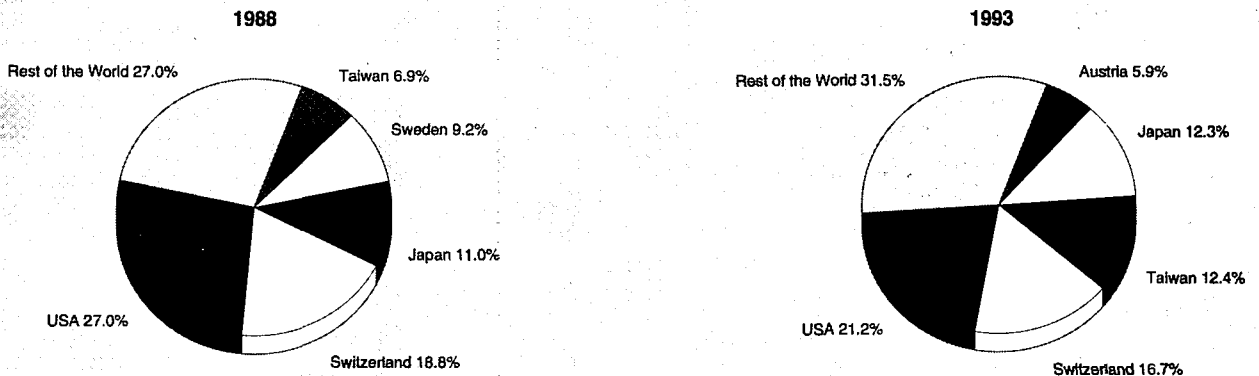 1988
Rest of the World 27.0%
Taiwan 6.9%
Sweden 9.2%
Japan 11.0%
USA 27.0%
Switzerland 18.8%
1993
Rest of the World 31.5%
Austria 5.9%
Japan 12.3%
Taiwan 12.4%
USA 21.2%
Switzerland 16.7%